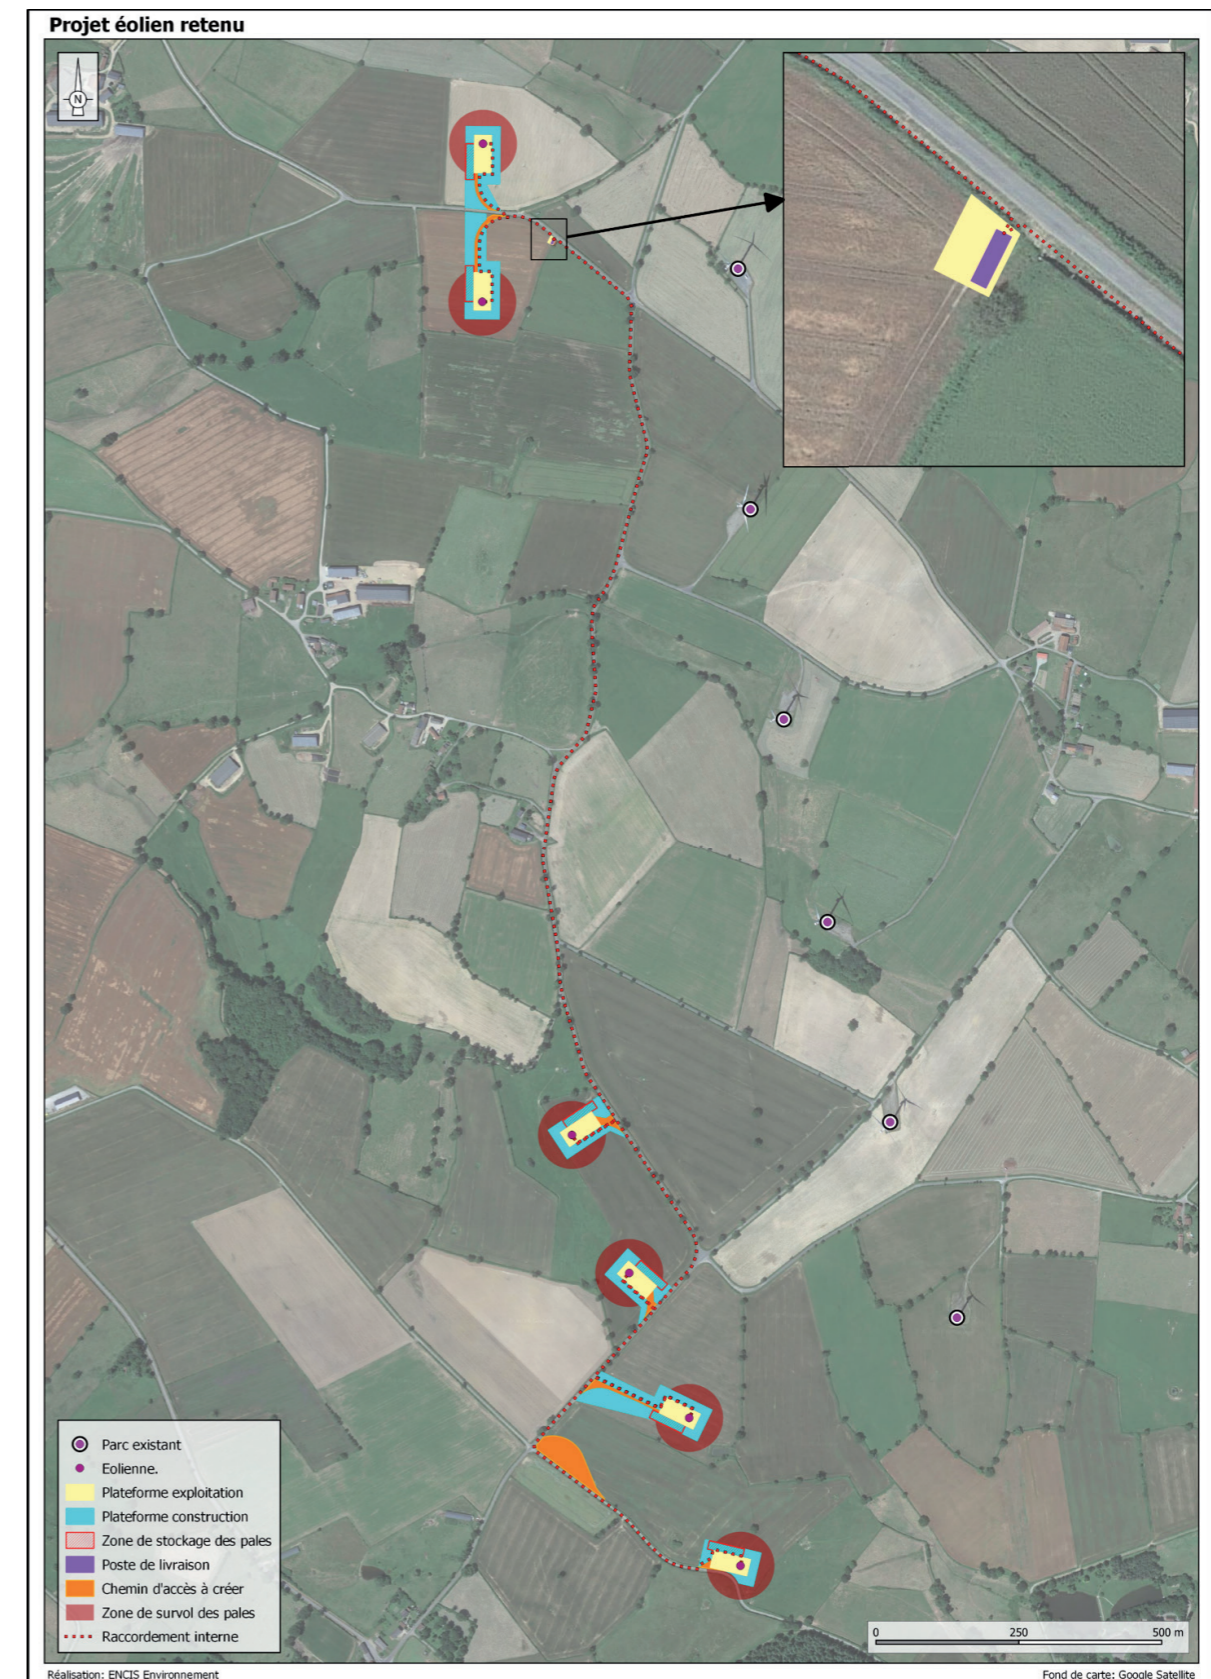 Projet éolien retenu
N
Parc existant
Eolienne.
Plateforme exploitation
Plateforme construction
Zone de stockage des pales
Poste de livraison
Chemin d'accès à créer
Zone de survol des pales
Raccordement interne
0 250 500 m
Réalisation: ENCIS Environnement
Fond de carte: Google Satellite